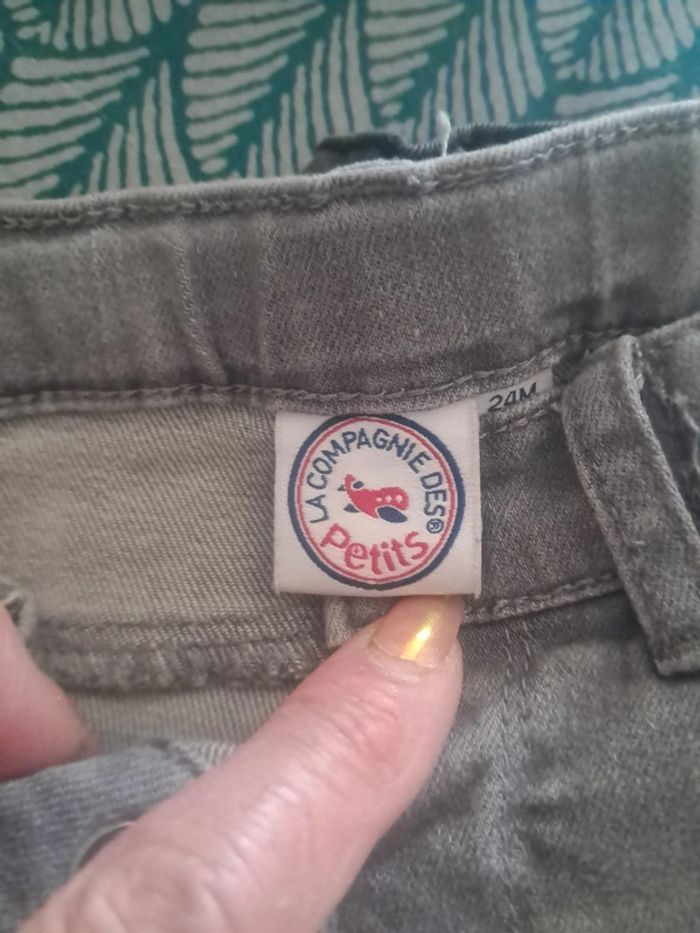 24M
LA COMPAGNIE DES®
Petits